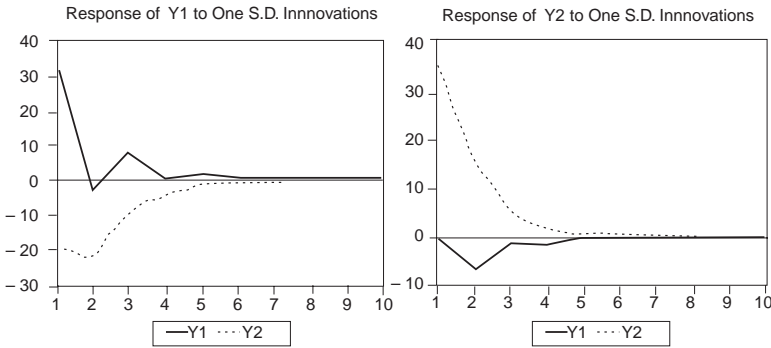 Response of Y1 to One S.D. Innnovations
40
30
20
10
0
– 10
– 20
– 30
1 2 3 4 5 6 7 8 9 10
Y1 Y2
Response of Y2 to One S.D. Innnovations
40
30
20
10
0
– 10
1 2 3 4 5 6 7 8 9 10
Y1 Y2